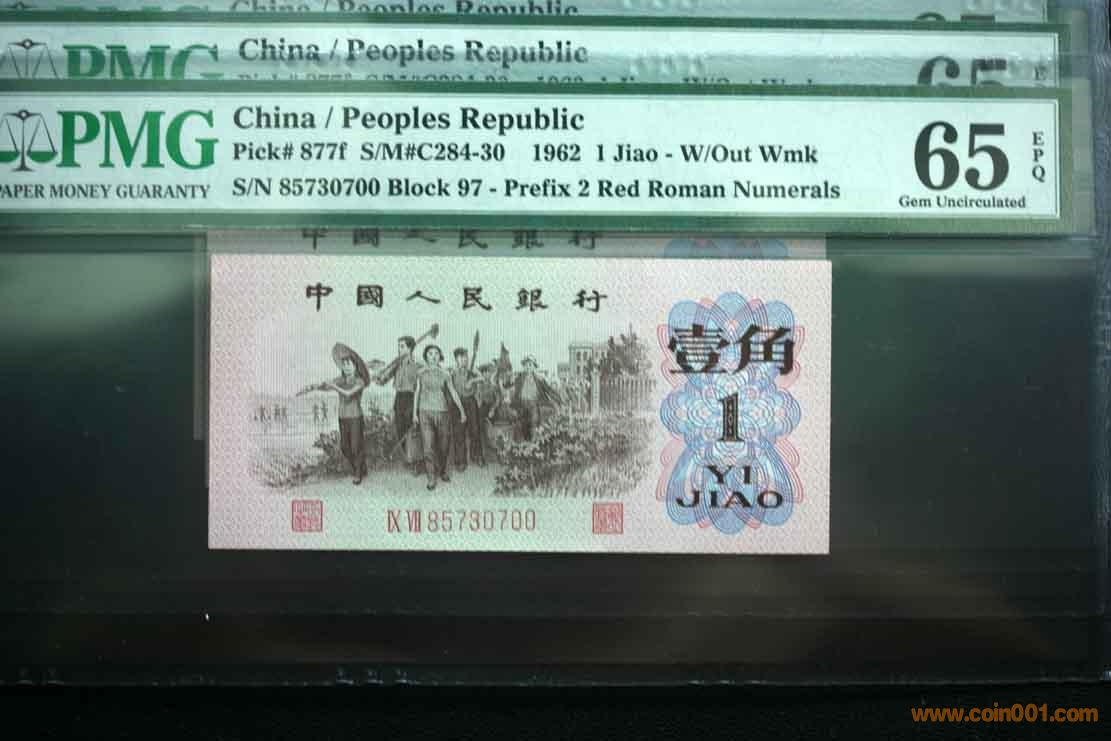 China / Peoples Republic
China / Peoples Republic
PMG
65
PMG
PAPER MONEY GUARANTY
China / Peoples Republic
Pick# 877f S/M#C284-30 1962 1 Jiao - W/Out Wmk
S/N 85730700 Block 97 - Prefix 2 Red Roman Numerals
65
EPQ
Gem Uncirculated
中國人民銀行
中國人民銀行
壹角
1
YI
JIAO
IX VII 85730700
www.coin001.com